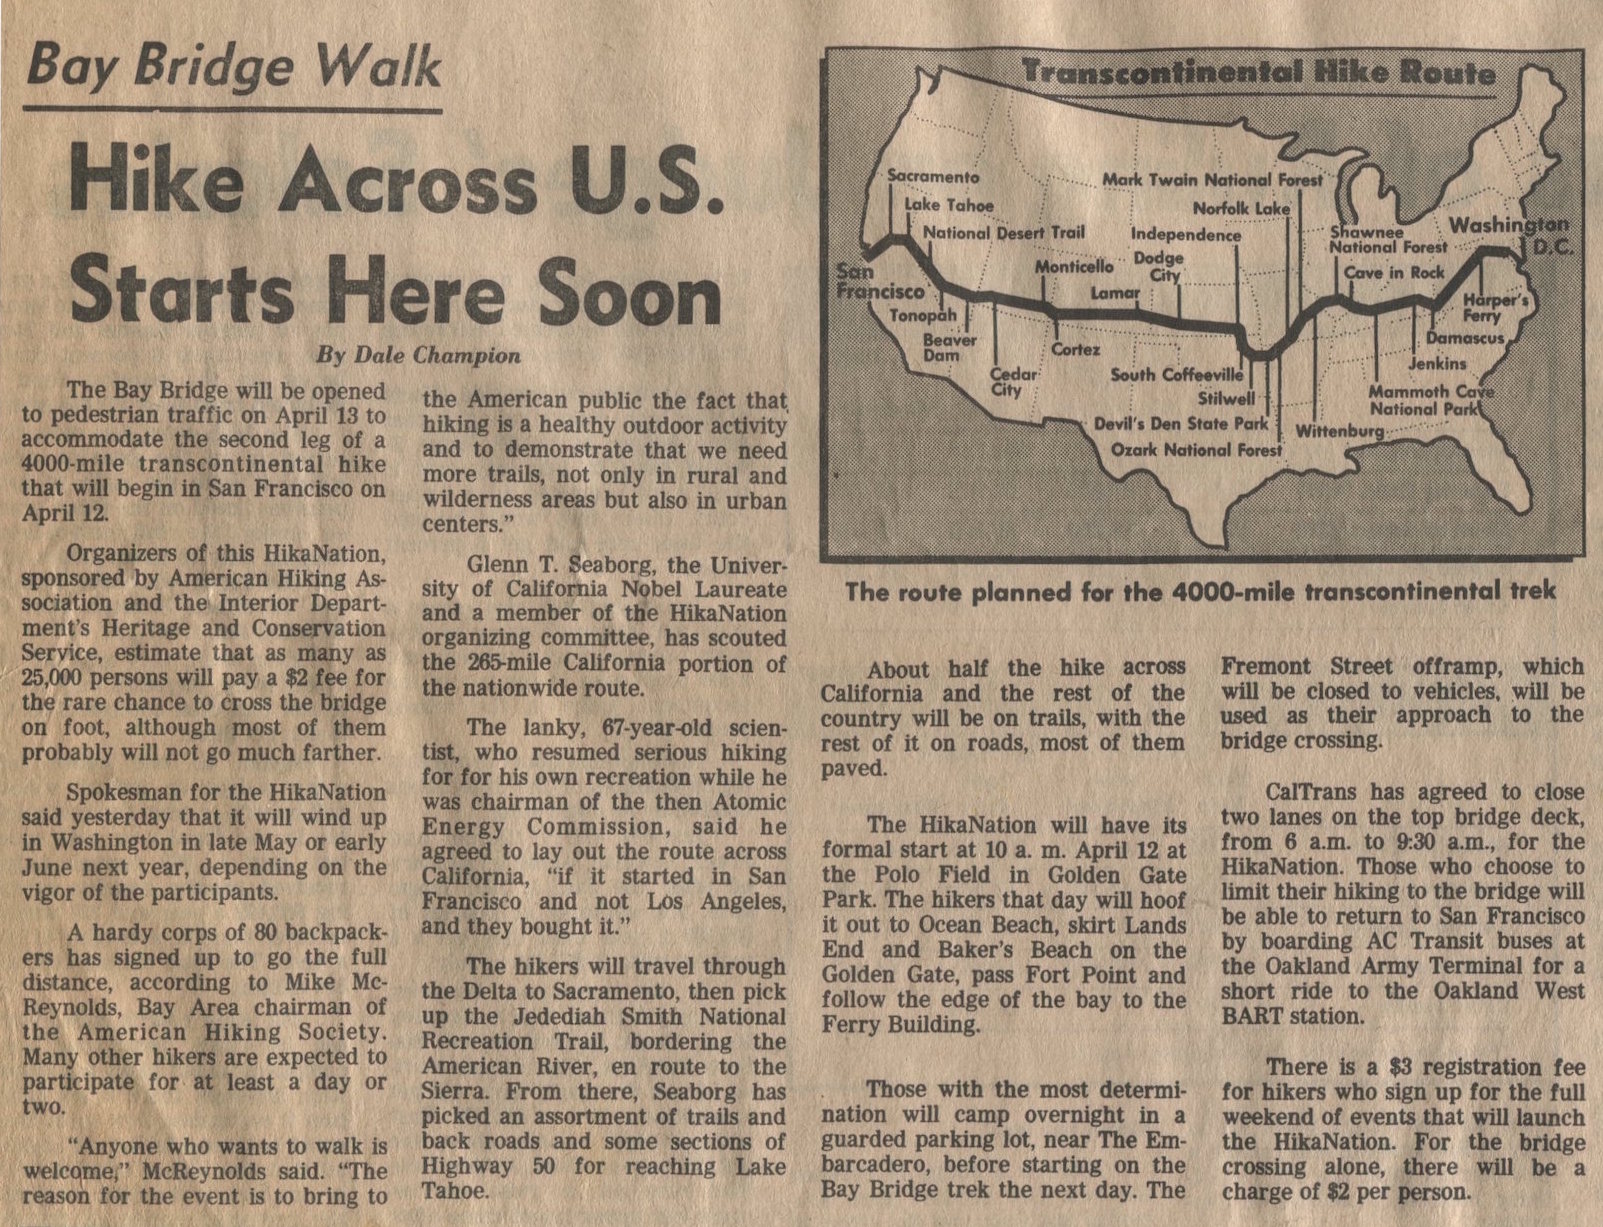 Bay Bridge Walk
Hike Across U.S.
Starts Here Soon
By Dale Champion
The Bay Bridge will be opened
to pedestrian traffic on April 13 to
accommodate the second leg of a
4000-mile transcontinental hike
that will begin in San Francisco on
April 12.
Organizers of this HikaNation,
sponsored by American Hiking As-
sociation and the Interior Depart-
ment's Heritage and Conservation
Service, estimate that as many as
25,000 persons will pay a $2 fee for
the rare chance to cross the bridge
on foot, although most of them
probably will not go much farther.
Spokesman for the HikaNation
said yesterday that it will wind up
in Washington in late May or early
June next year, depending on the
vigor of the participants.
A hardy corps of 80 backpack-
ers has signed up to go the full
distance, according to Mike Mc-
Reynolds, Bay Area chairman of
the American Hiking Society.
Many other hikers are expected to
participate for at least a day or
two.
"Anyone who wants to walk is
welcome," McReynolds said. "The
reason for the event is to bring to
the American public the fact that
hiking is a healthy outdoor activity
and to demonstrate that we need
more trails, not only in rural and
wilderness areas but also in urban
centers."
Glenn T. Seaborg, the Univer-
sity of California Nobel Laureate
and a member of the HikaNation
organizing committee, has scouted
the 265-mile California portion of
the nationwide route.
The lanky, 67-year-old scien-
tist, who resumed serious hiking
for for his own recreation while he
was chairman of the then Atomic
Energy Commission, said he
agreed to lay out the route across
California, "if it started in San
Francisco and not Los Angeles,
and they bought it."
The hikers will travel through
the Delta to Sacramento, then pick
up the Jedediah Smith National
Recreation Trail, bordering the
American River, en route to the
Sierra. From there, Seaborg has
picked an assortment of trails and
back roads and some sections of
Highway 50 for reaching Lake
Tahoe.
Transcontinental Hike Route
Sacramento
Lake Tahoe
National Desert Trail
San
Francisco
Tonopah
Beaver
Dam
Cedar
City
Monticello
Cortez
Lamar
Dodge
City
Independence
Norfolk Lake
Mark Twain National Forest
South Coffeeville
Stilwell
Devil's Den State Park
Ozark National Forest
Wittenburg
Shawnee
National Forest
Cave in Rock
Mammoth Cave
National Park
Jenkins
Damascus
Harper's
Ferry
Washington
D.C.
The route planned for the 4000-mile transcontinental trek
About half the hike across
California and the rest of the
country will be on trails, with the
rest of it on roads, most of them
paved.
The HikaNation will have its
formal start at 10 a. m. April 12 at
the Polo Field in Golden Gate
Park. The hikers that day will hoof
it out to Ocean Beach, skirt Lands
End and Baker's Beach on the
Golden Gate, pass Fort Point and
follow the edge of the bay to the
Ferry Building.
Those with the most determi-
nation will camp overnight in a
guarded parking lot, near The Em-
barcadero, before starting on the
Bay Bridge trek the next day. The
Fremont Street offramp, which
will be closed to vehicles, will be
used as their approach to the
bridge crossing.
CalTrans has agreed to close
two lanes on the top bridge deck,
from 6 a.m. to 9:30 a.m., for the
HikaNation. Those who choose to
limit their hiking to the bridge will
be able to return to San Francisco
by boarding AC Transit buses at
the Oakland Army Terminal for a
short ride to the Oakland West
BART station.
There is a $3 registration fee
for hikers who sign up for the full
weekend of events that will launch
the HikaNation. For the bridge
crossing alone, there will be a
charge of $2 per person.